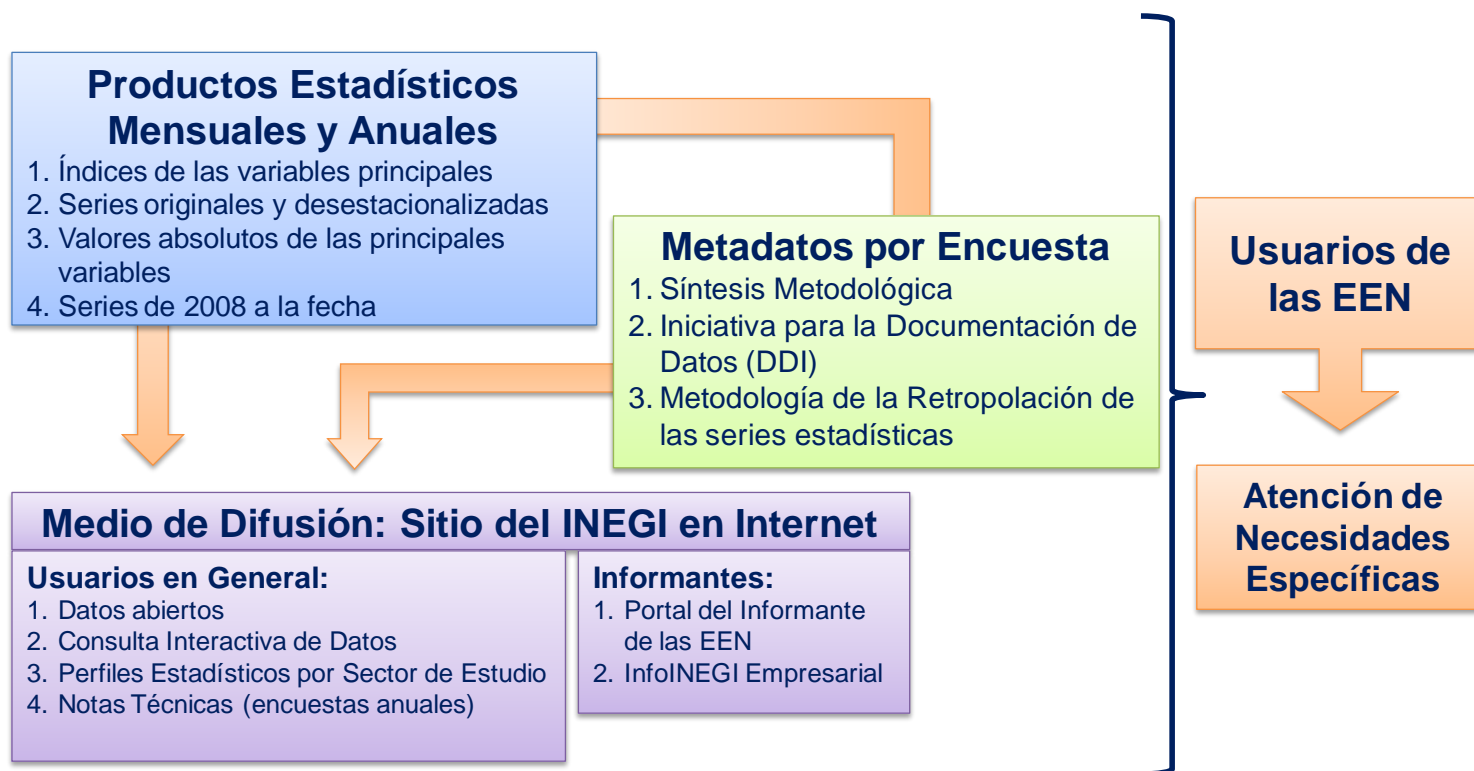 Productos Estadísticos
Mensuales y Anuales
1. Índices de las variables principales
2. Series originales y desestacionalizadas
3. Valores absolutos de las principales
variables
4. Series de 2008 a la fecha
Metadatos por Encuesta
1. Síntesis Metodológica
2. Iniciativa para la Documentación de
Datos (DDI)
3. Metodología de la Retropolación de
las series estadísticas
Medio de Difusión: Sitio del INEGI en Internet
Usuarios en General:
1. Datos abiertos
2. Consulta Interactiva de Datos
3. Perfiles Estadísticos por Sector de Estudio
4. Notas Técnicas (encuestas anuales)
Informantes:
1. Portal del Informante
de las EEN
2. InfoINEGI Empresarial
Usuarios de
las EEN
Atención de
Necesidades
Específicas